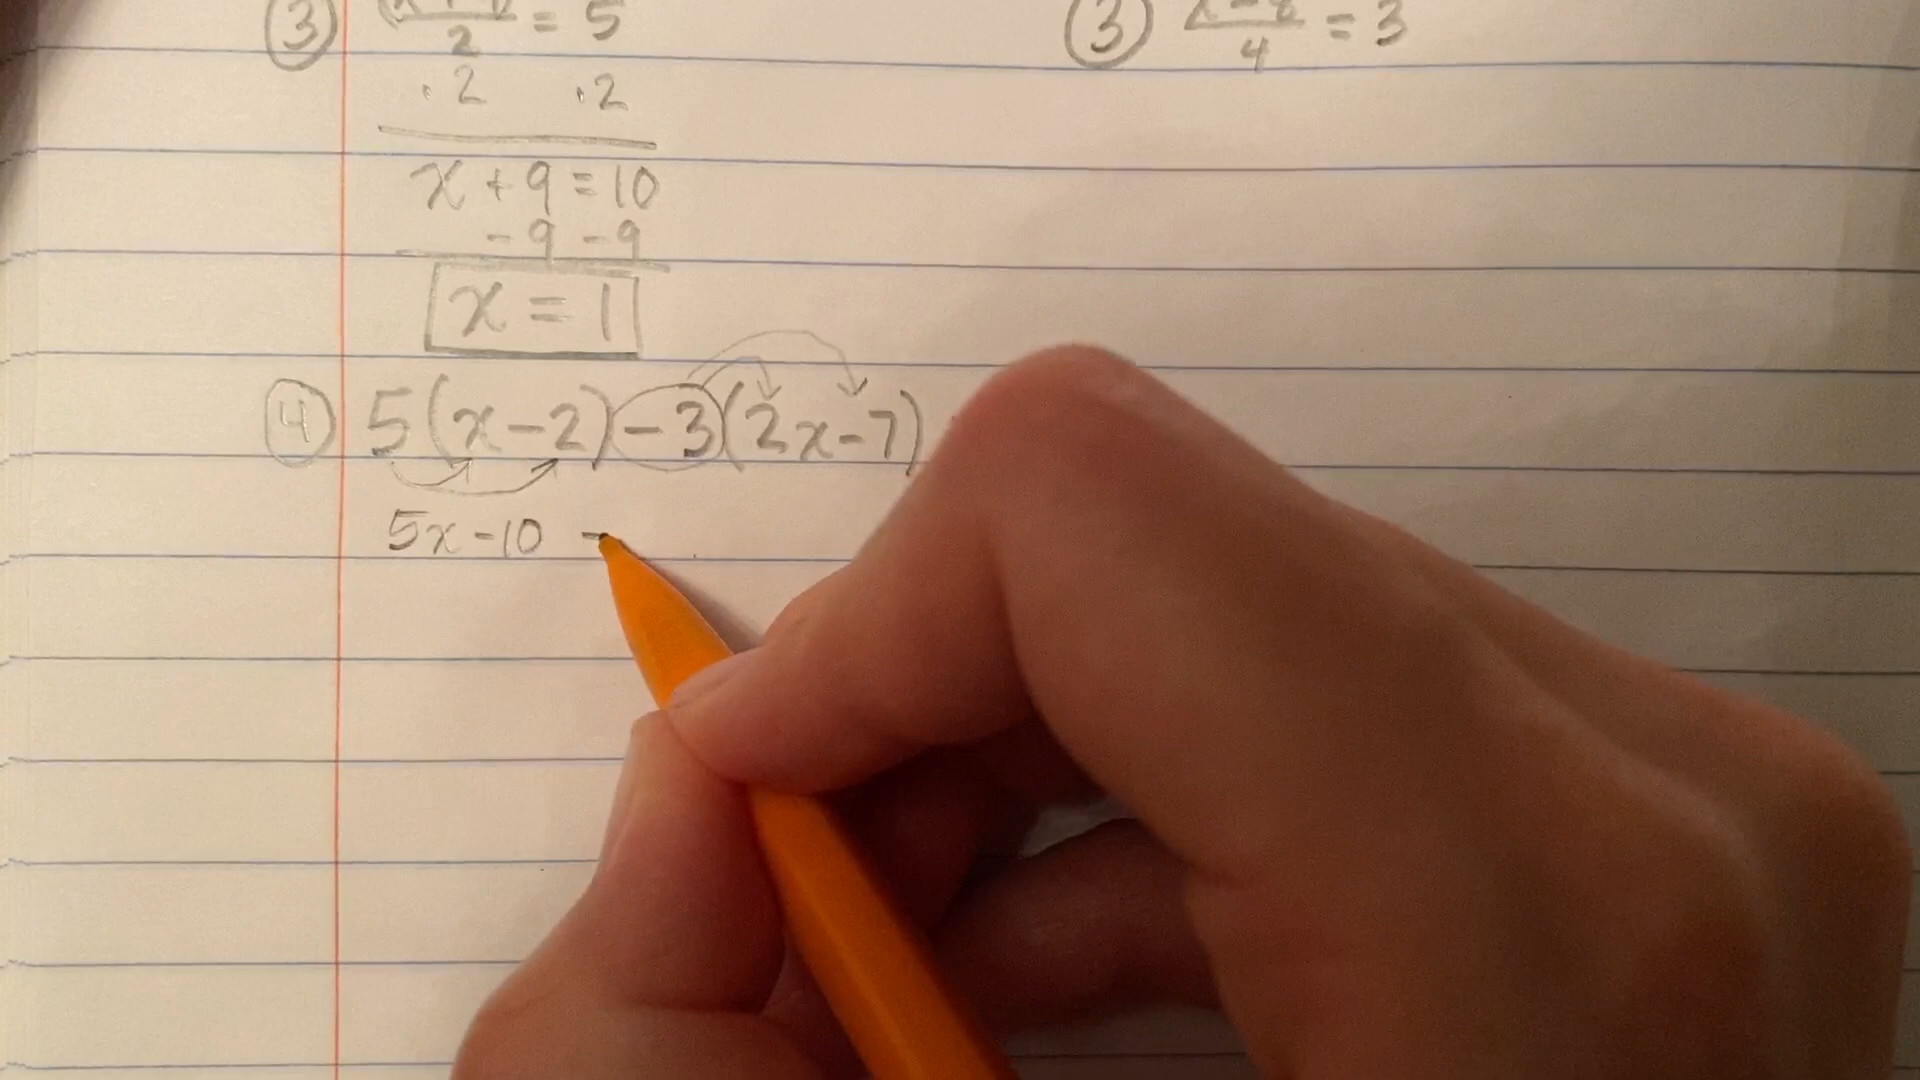 ③ = 5
2
③ = 3
4
·2 ·2
x + 9 = 10
- 9 - 9
x = 1
④ 5(x-2)-3(2x-7)
5x-10 -